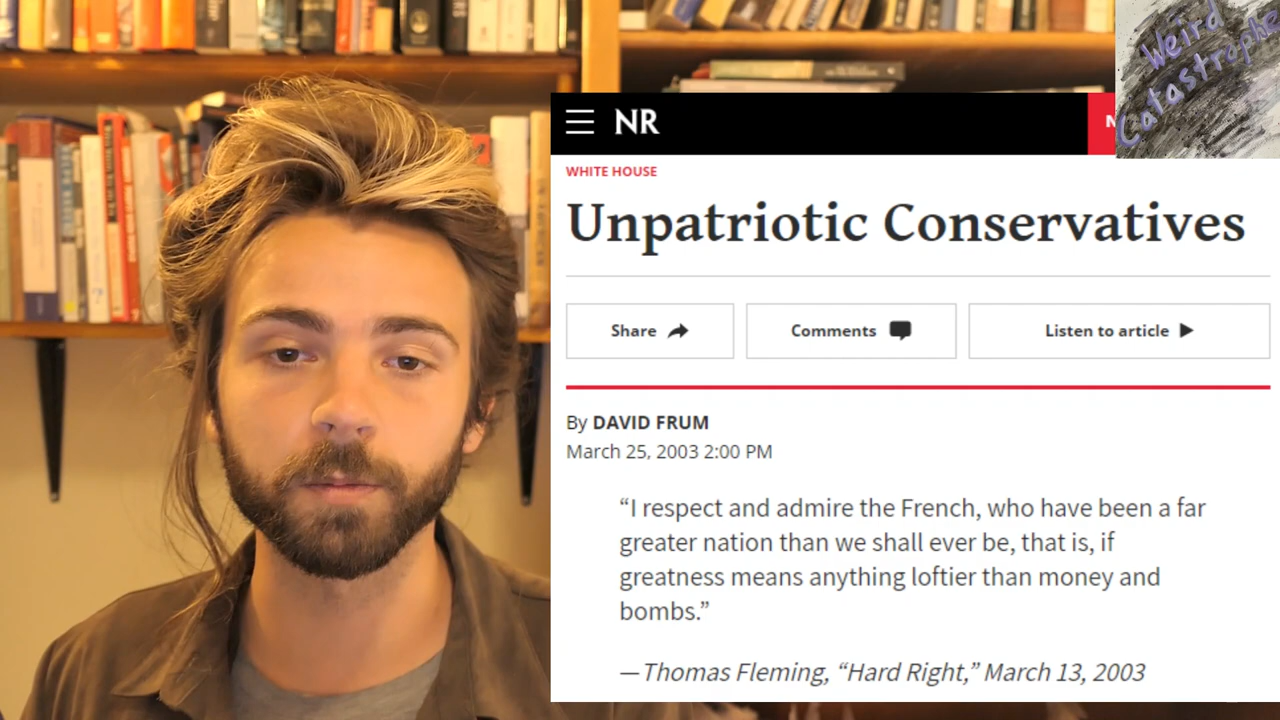 NR
N
Weird
Catastrophe
WHITE HOUSE
Unpatriotic Conservatives
Share
Comments
Listen to article
By DAVID FRUM
March 25, 2003 2:00 PM
“I respect and admire the French, who have been a far
greater nation than we shall ever be, that is, if
greatness means anything loftier than money and
bombs.”
—Thomas Fleming, “Hard Right,” March 13, 2003